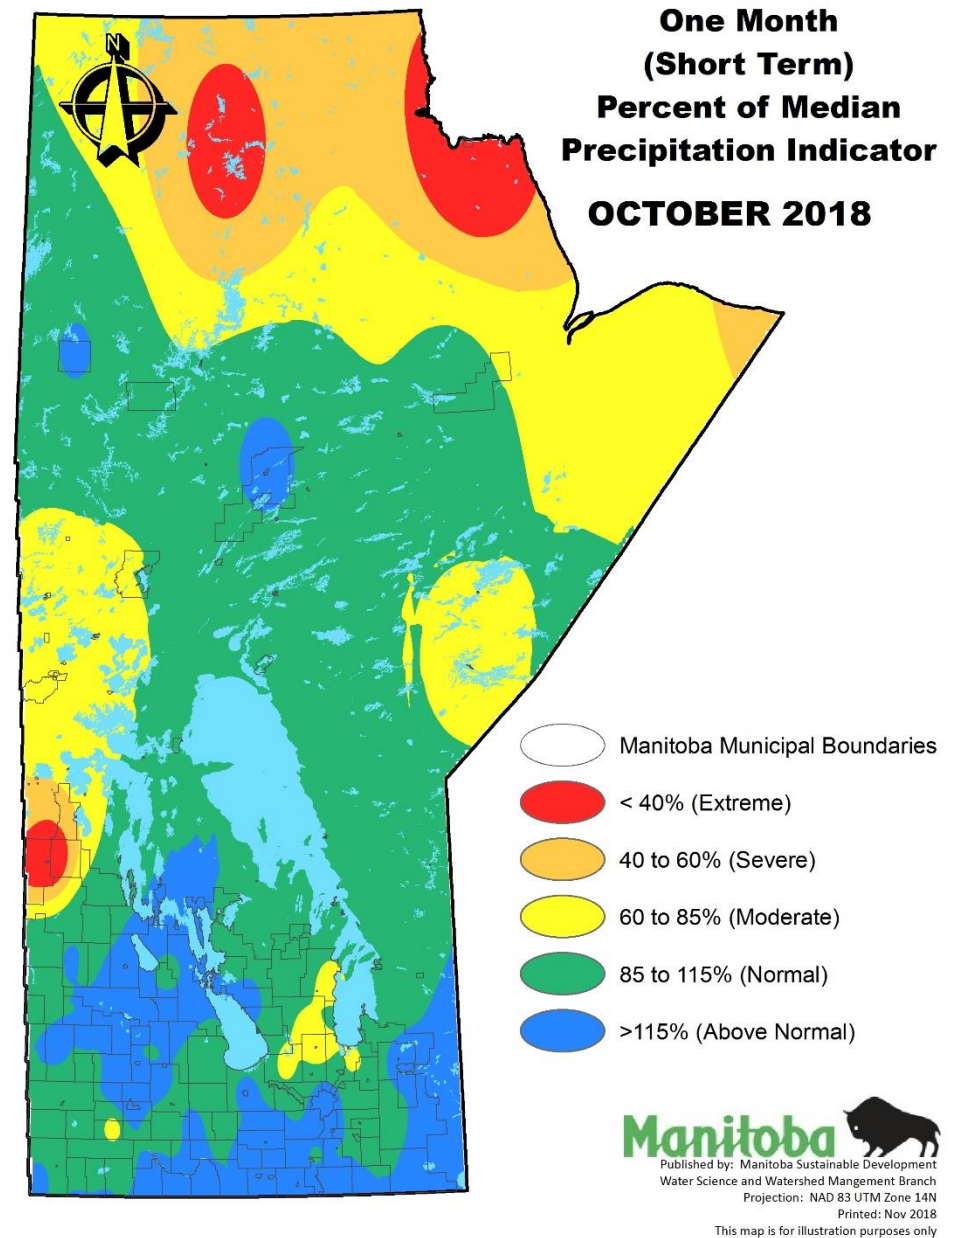 One Month
(Short Term)
Percent of Median
Precipitation Indicator
OCTOBER 2018
N
Manitoba Municipal Boundaries
< 40% (Extreme)
40 to 60% (Severe)
60 to 85% (Moderate)
85 to 115% (Normal)
>115% (Above Normal)
Manitoba
Published by: Manitoba Sustainable Development
Water Science and Watershed Mangement Branch
Projection: NAD 83 UTM Zone 14N
Printed: Nov 2018
This map is for illustration purposes only